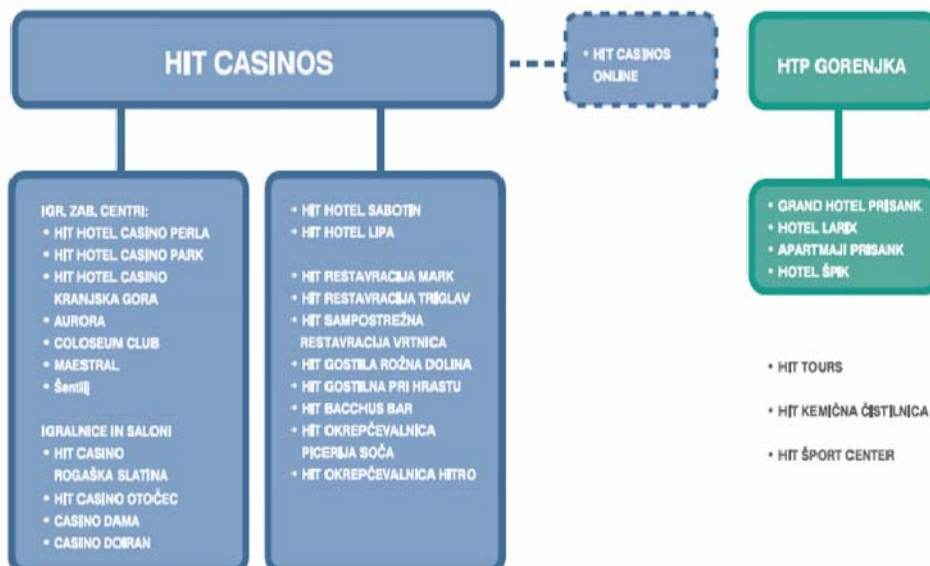 HIT CASINOS
• HIT CASINOS
ONLINE
HTP GORENJKA
IGR. ZAB. CENTRI:
• HIT HOTEL CASINO PERLA
• HIT HOTEL CASINO PARK
• HIT HOTEL CASINO
KRANJSKA GORA
• AURORA
• COLOSEUM CLUB
• MAESTRAL
• Šentilj
IGRALNICE IN SALONI
• HIT CASINO
ROGAŠKA SLATINA
• HIT CASINO OTOČEC
• CASINO DAMA
• CASINO DOIRAN
• HIT HOTEL SABOTIN
• HIT HOTEL LIPA
• HIT RESTAVRACIJA MARK
• HIT RESTAVRACIJA TRIGLAV
• HIT SAMPOSTREŽNA
RESTAVRACIJA VRTNICA
• HIT GOSTILA ROŽNA DOLINA
• HIT GOSTILNA PRI HRASTU
• HIT BACCHUS BAR
• HIT OKREPČEVALNICA
PICERIJA SOČA
• HIT OKREPČEVALNICA HITRO
• GRAND HOTEL PRISANK
• HOTEL LARIX
• APARTMAJI PRISANK
• HOTEL ŠPIK
• HIT TOURS
• HIT KEMIČNA ČISTILNICA
• HIT ŠPORT CENTER